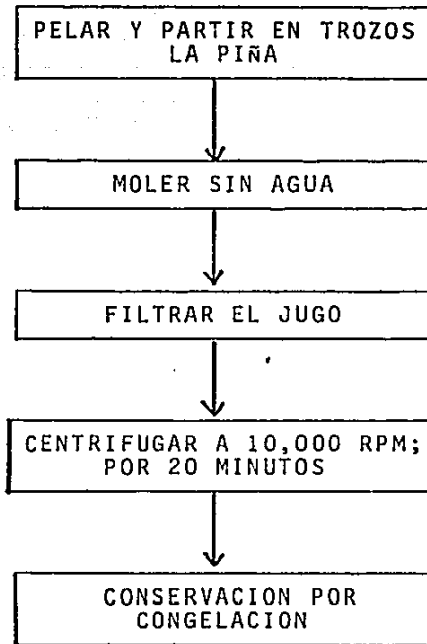 PELAR Y PARTIR EN TROZOS
LA PIÑA
MOLER SIN AGUA
FILTRAR EL JUGO
CENTRIFUGAR A 10,000 RPM;
POR 20 MINUTOS
CONSERVACION POR
CONGELACION